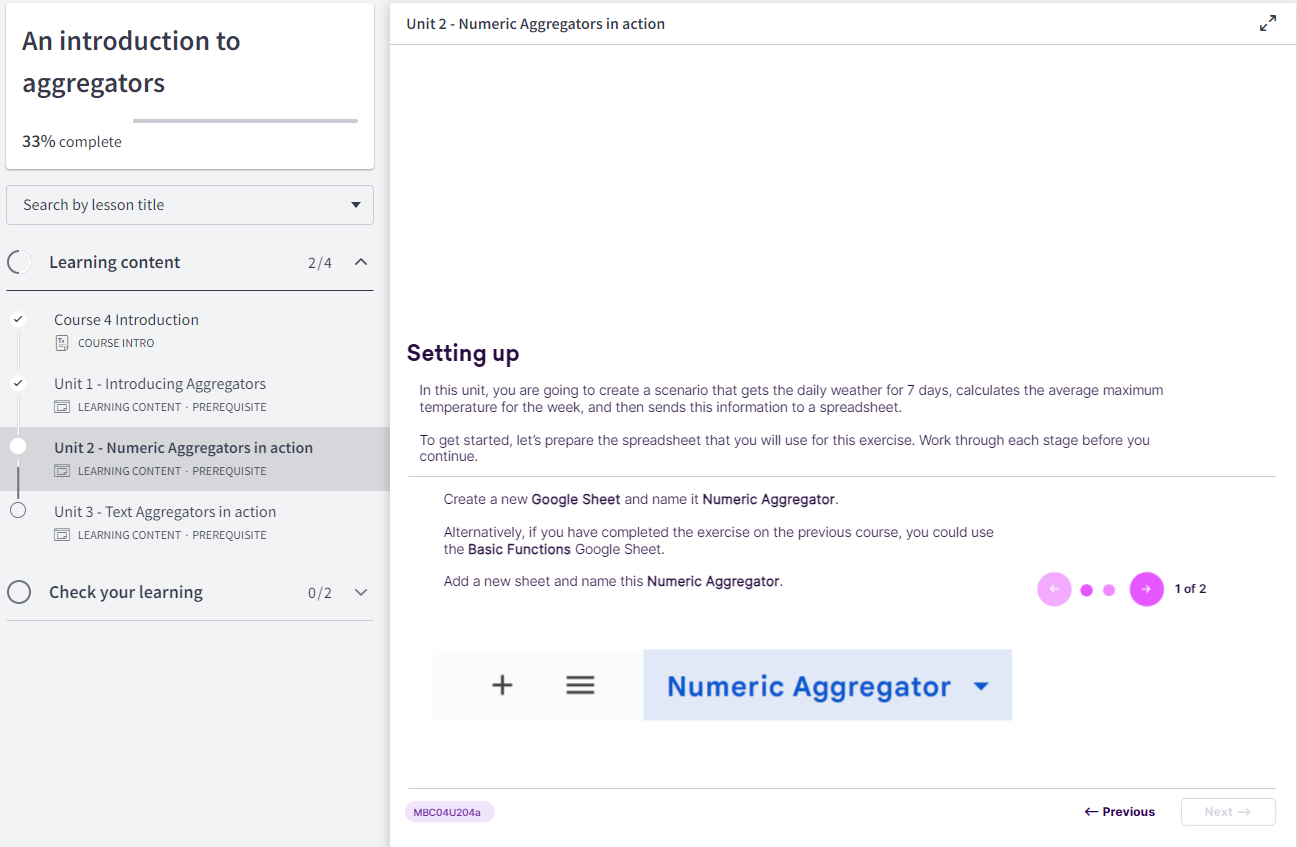 An introduction to
aggregators
33% complete
Search by lesson title
Learning content 2/4
Course 4 Introduction
COURSE INTRO
Unit 1 - Introducing Aggregators
LEARNING CONTENT · PREREQUISITE
Unit 2 - Numeric Aggregators in action
LEARNING CONTENT · PREREQUISITE
Unit 3 - Text Aggregators in action
LEARNING CONTENT · PREREQUISITE
Check your learning 0/2
Unit 2 - Numeric Aggregators in action
Setting up
In this unit, you are going to create a scenario that gets the daily weather for 7 days, calculates the average maximum
temperature for the week, and then sends this information to a spreadsheet.
To get started, let's prepare the spreadsheet that you will use for this exercise. Work through each stage before you
continue.
Create a new Google Sheet and name it Numeric Aggregator.
Alternatively, if you have completed the exercise on the previous course, you could use
the Basic Functions Google Sheet.
Add a new sheet and name this Numeric Aggregator.
1 of 2
Numeric Aggregator
MBC04U204a
← Previous
Next →